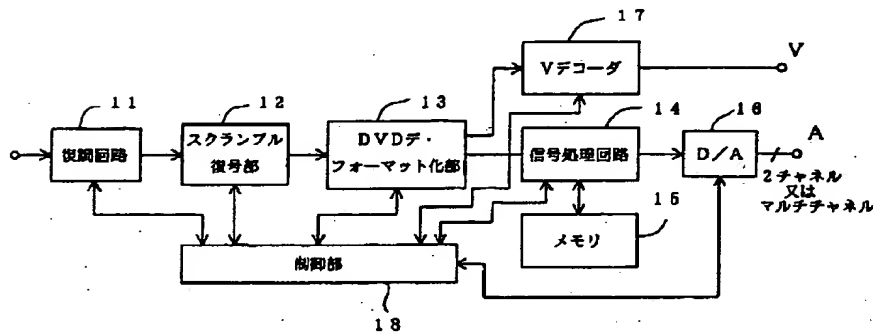 17
V
Vデコーダ
11
12
13
14
16
復調回路
スクランブル
復号部
DVDデ・
フォーマット化部
信号処理回路
D/A
A
2チャネル
又は
マルチチャネル
15
メモリ
制御部
18